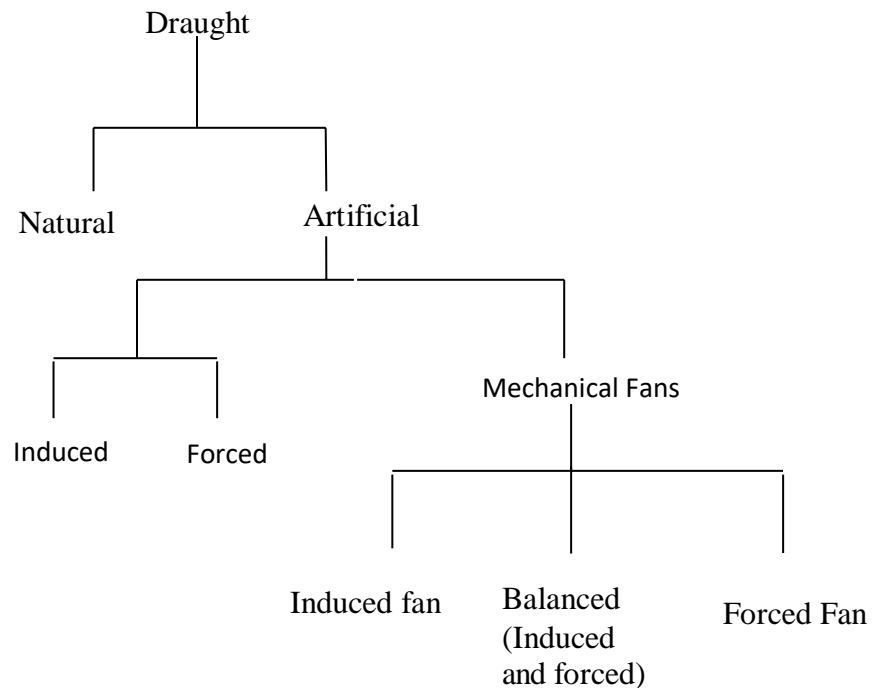 Draught
Natural
Artificial
Mechanical Fans
Induced
Forced
Induced fan
Balanced
(Induced
and forced)
Forced Fan